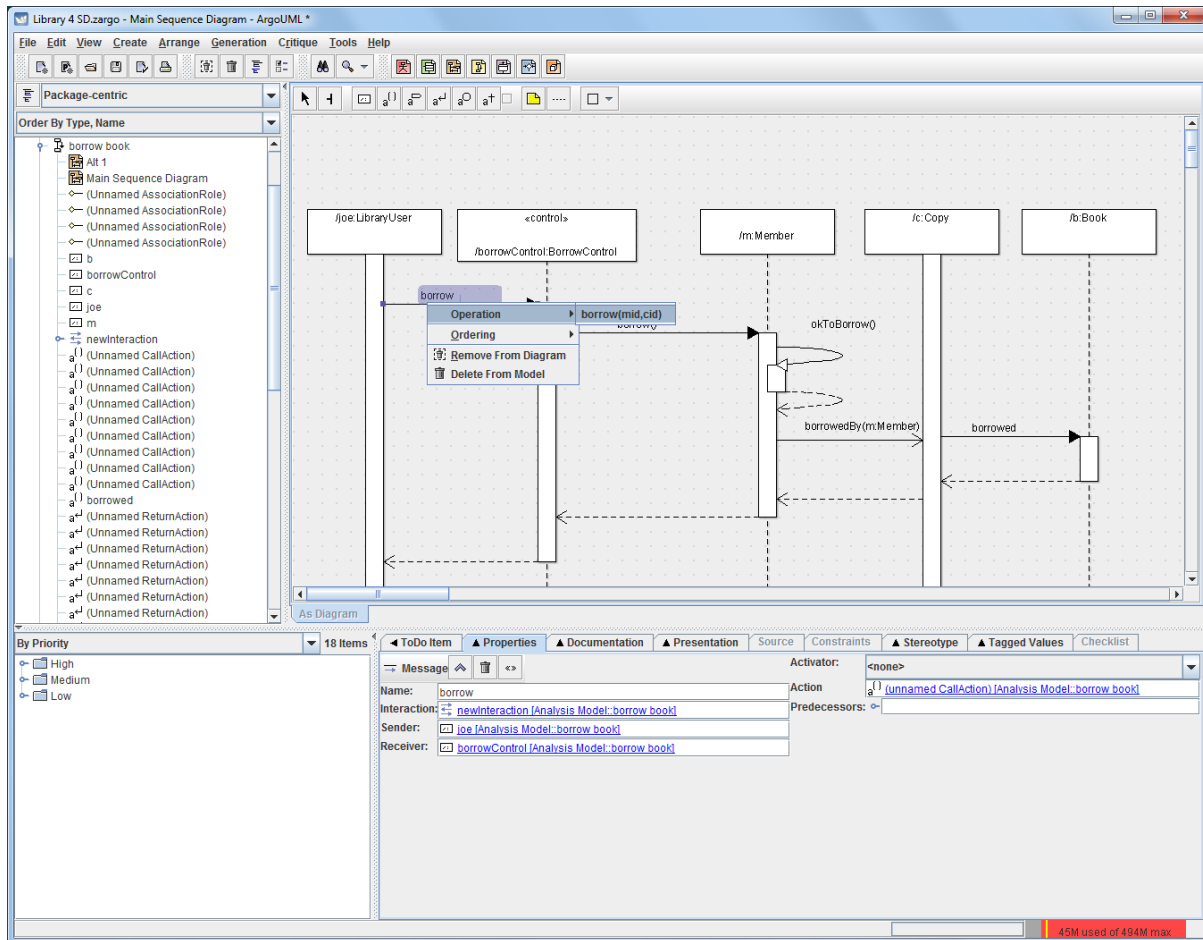 Library 4 SD.zargo - Main Sequence Diagram - ArgoUML *
File Edit View Create Arrange Generation Critique Tools Help
Package-centric
Order By Type, Name
borrow book
Alt 1
Main Sequence Diagram
(Unnamed AssociationRole)
(Unnamed AssociationRole)
(Unnamed AssociationRole)
(Unnamed AssociationRole)
b
borrowControl
c
joe
m
newInteraction
(Unnamed CallAction)
(Unnamed CallAction)
(Unnamed CallAction)
(Unnamed CallAction)
(Unnamed CallAction)
(Unnamed CallAction)
(Unnamed CallAction)
(Unnamed CallAction)
(Unnamed CallAction)
borrowed
(Unnamed ReturnAction)
(Unnamed ReturnAction)
(Unnamed ReturnAction)
(Unnamed ReturnAction)
(Unnamed ReturnAction)
(Unnamed ReturnAction)
(Unnamed ReturnAction)
/joe:LibraryUser
«control»
/borrowControl:BorrowControl
/m:Member
/c:Copy
/b:Book
borrow
Operation
borrow(mid,cid)
Ordering
Remove From Diagram
Delete From Model
borrow()
okToBorrow()
borrowedBy(m:Member)
borrowed
As Diagram
By Priority
18 Items
High
Medium
Low
ToDo Item Properties Documentation Presentation Source Constraints Stereotype Tagged Values Checklist
Message
Name: borrow
Interaction: newInteraction [Analysis Model::borrow book]
Sender: joe [Analysis Model::borrow book]
Receiver: borrowControl [Analysis Model::borrow book]
Activator: <none>
Action (unnamed CallAction) [Analysis Model::borrow book]
Predecessors:
45M used of 494M max